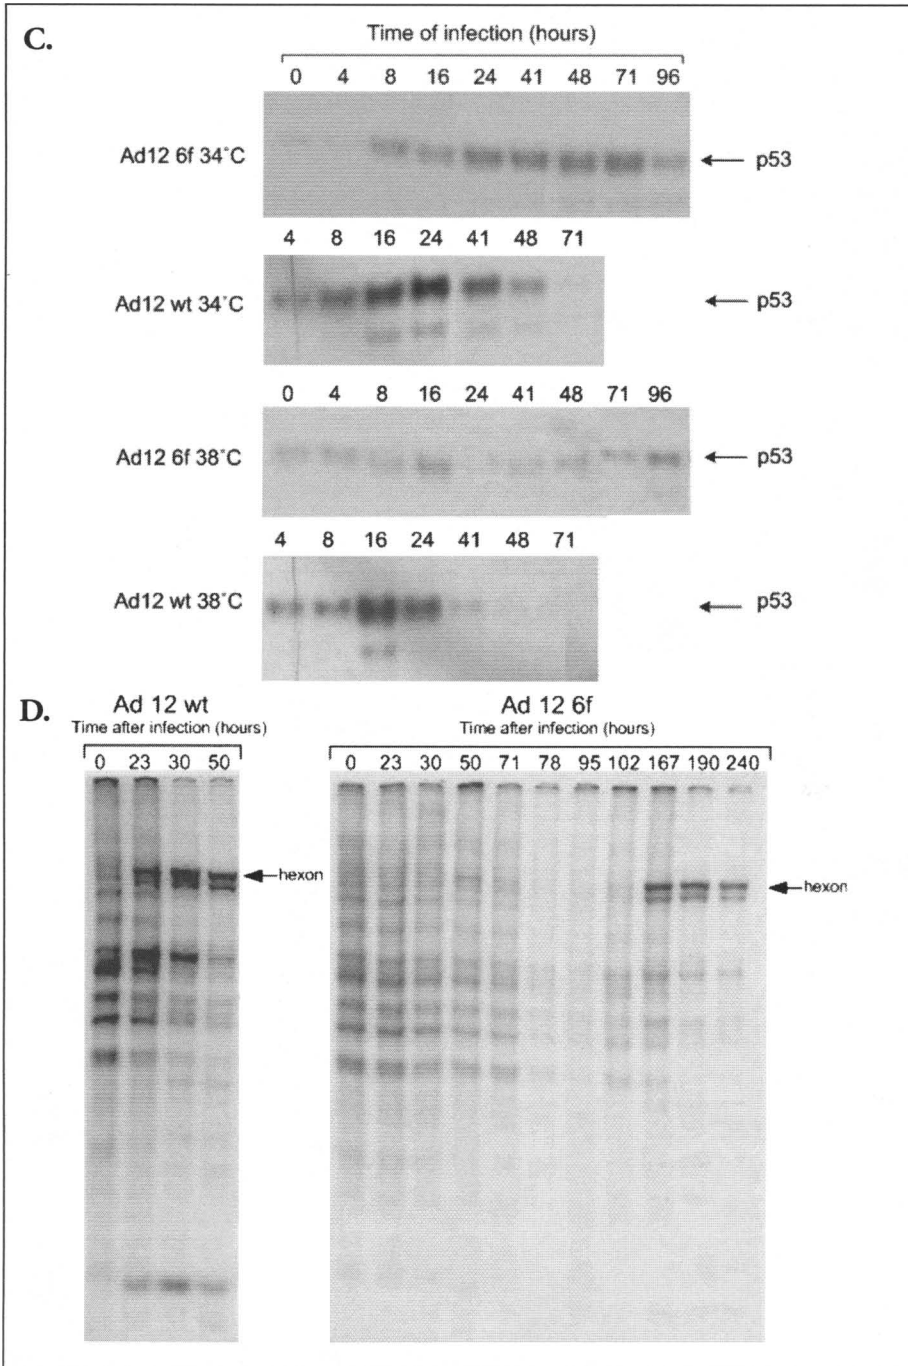 C.
Time of infection (hours)
0 4 8 16 24 41 48 71 96
Ad12 6f 34˚C
p53
4 8 16 24 41 48 71
Ad12 wt 34˚C
p53
0 4 8 16 24 41 48 71 96
Ad12 6f 38˚C
p53
4 8 16 24 41 48 71
Ad12 wt 38˚C
p53
D.
Ad 12 wt
Time after infection (hours)
0 23 30 50
hexon
Ad 12 6f
Time after infection (hours)
0 23 30 50 71 78 95 102 167 190 240
hexon